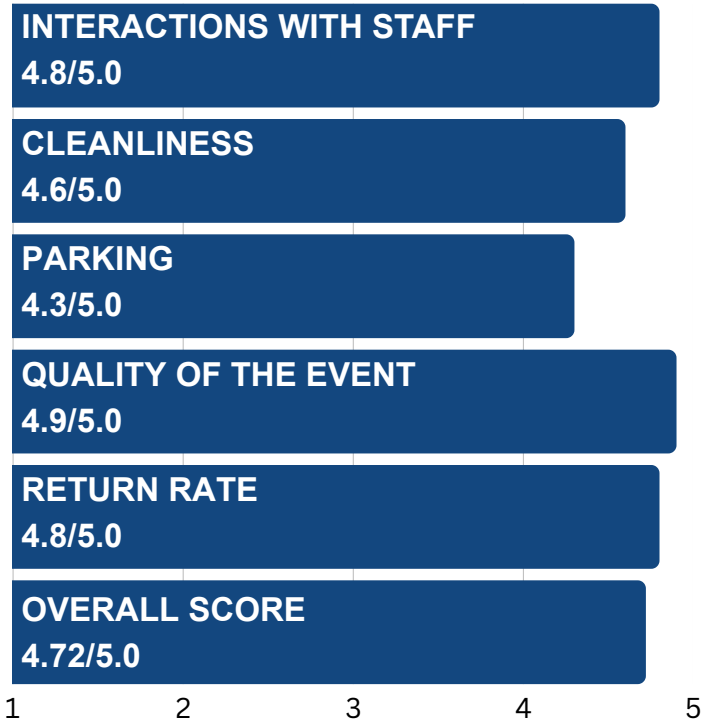 INTERACTIONS WITH STAFF
4.8/5.0
CLEANLINESS
4.6/5.0
PARKING
4.3/5.0
QUALITY OF THE EVENT
4.9/5.0
RETURN RATE
4.8/5.0
OVERALL SCORE
4.72/5.0
1 2 3 4 5